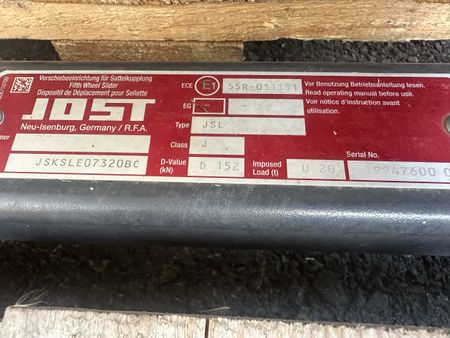 Verschiebeeinrichtung für Sattelkupplung
Fifth Wheel Slider
Dispositif de Déplacement pour Sellette
JOST
Neu-Isenburg, Germany / R.F.A.
JSKSLE07320BC
ECE E1 55R-011151
EG - -
Type JSL
Class J
D-Value (kN) D 152
Imposed Load (t) U 20
Vor Benutzung Betriebsanleitung lesen.
Read operating manual before use.
Voir notice d'instruction avant
utilisation.
Serial No.